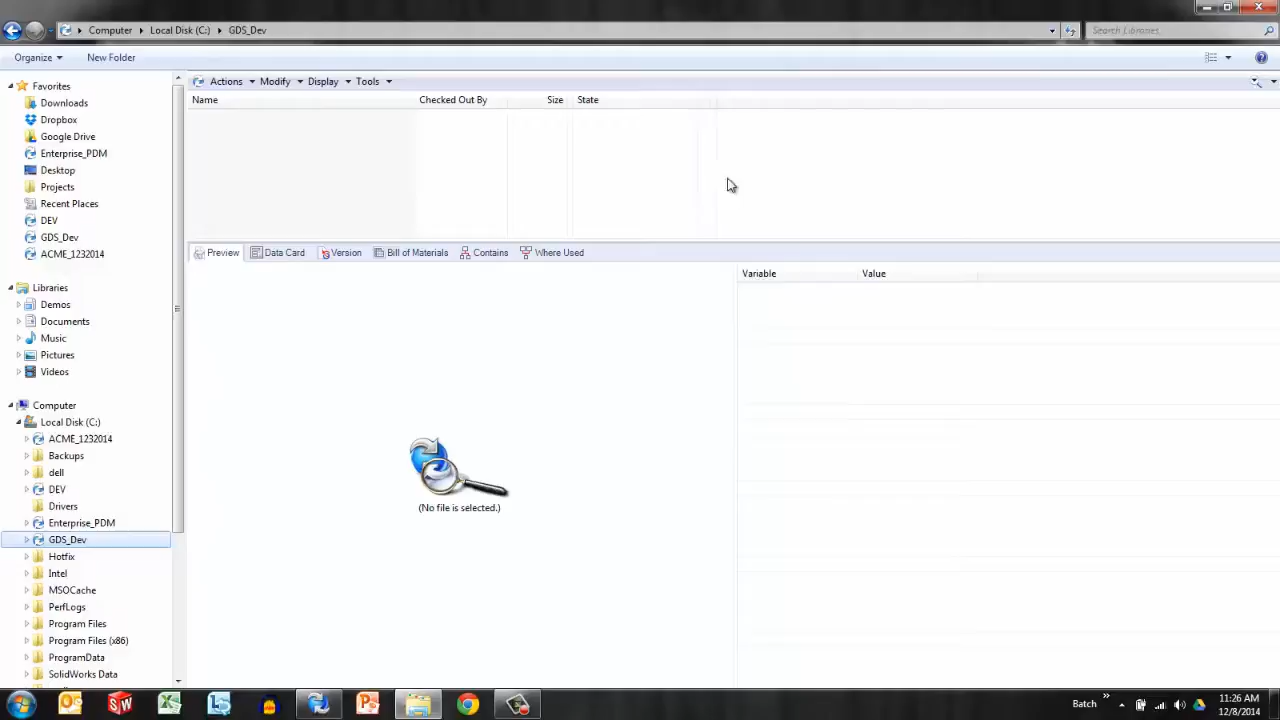 Computer Local Disk (C:) GDS_Dev Search Libraries
Organize New Folder
Actions Modify Display Tools
Name Checked Out By Size State
Favorites
Downloads
Dropbox
Google Drive
Enterprise_PDM
Desktop
Projects
Recent Places
DEV
GDS_Dev
ACME_1232014
Libraries
Demos
Documents
Music
Pictures
Videos
Computer
Local Disk (C:)
ACME_1232014
Backups
dell
DEV
Drivers
Enterprise_PDM
GDS_Dev
Hotfix
Intel
MSOCache
PerfLogs
Program Files
Program Files (x86)
ProgramData
SolidWorks Data
Preview Data Card Version Bill of Materials Contains Where Used
Variable Value
(No file is selected.)
Batch
11:26 AM
12/8/2014